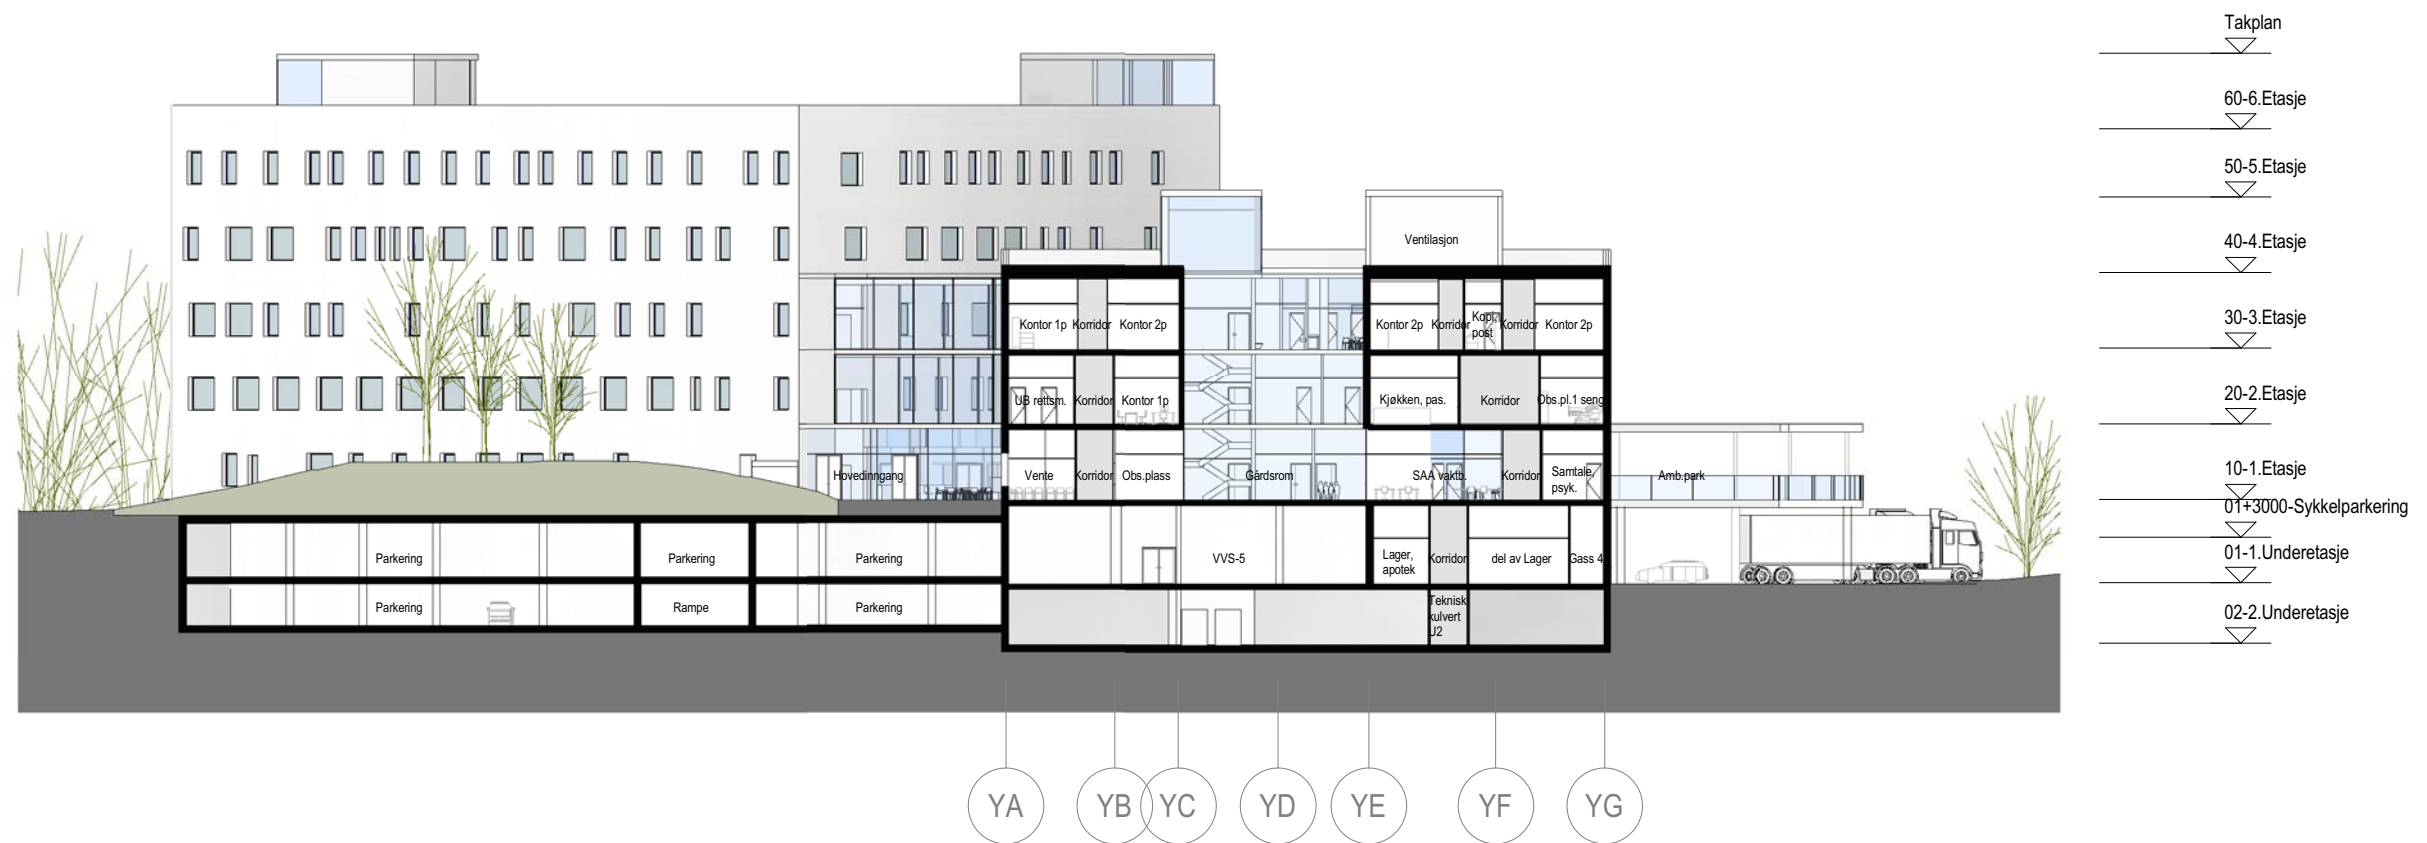 Takplan
60-6.Etasje
50-5.Etasje
Ventilasjon
40-4.Etasje
Kontor 1p Korridor Kontor 2p Kontor 2p Korridor Kopi, post Korridor Kontor 2p
30-3.Etasje
UB rettsm. Korridor Kontor 1p Kjøkken, pas. Korridor Obs.pl.1 seng
20-2.Etasje
Hovedinngang Vente Korridor Obs.plass Gårdsrom SAA vaktb. Korridor Samtale, psyk. Amb.park
10-1.Etasje
01+3000-Sykkelparkering
Parkering Parkering Parkering VVS-5 Lager, apotek Korridor del av Lager Gass 4
01-1.Underetasje
Parkering Rampe Parkering Teknisk kulvert U2
02-2.Underetasje
YA YB YC YD YE YF YG